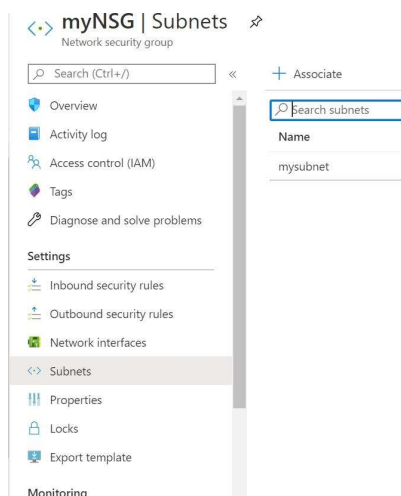 myNSG | Subnets
Network security group
Search (Ctrl+/)
«
Overview
Activity log
Access control (IAM)
Tags
Diagnose and solve problems
Settings
Inbound security rules
Outbound security rules
Network interfaces
Subnets
Properties
Locks
Export template
Monitoring
+ Associate
Search subnets
Name
mysubnet